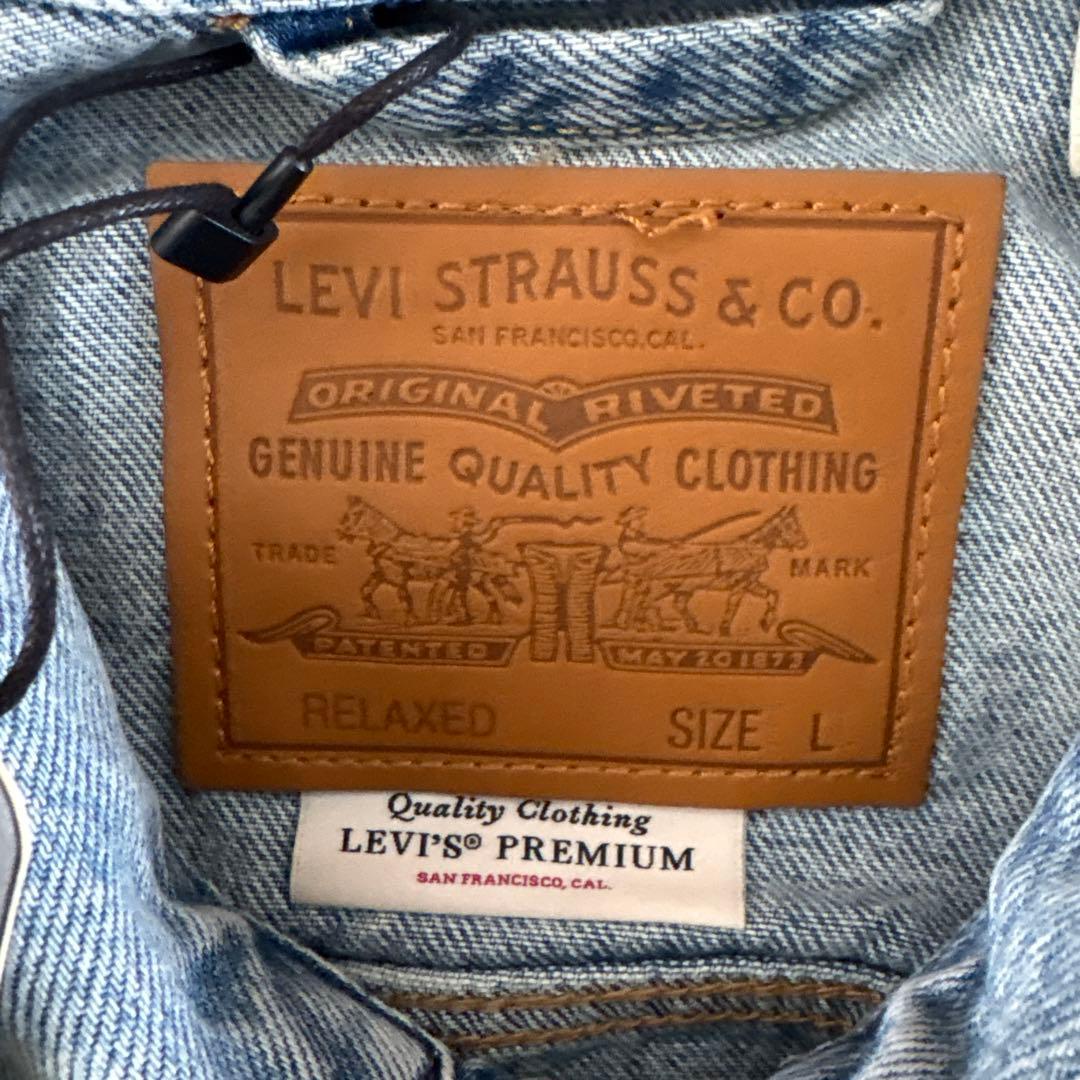 LEVI STRAUSS & CO.
SAN FRANCISCO, CAL.
ORIGINAL RIVETED
GENUINE QUALITY CLOTHING
TRADE MARK
PATENTED MAY 20 1873
RELAXED SIZE L
Quality Clothing
LEVI'S® PREMIUM
SAN FRANCISCO, CAL.